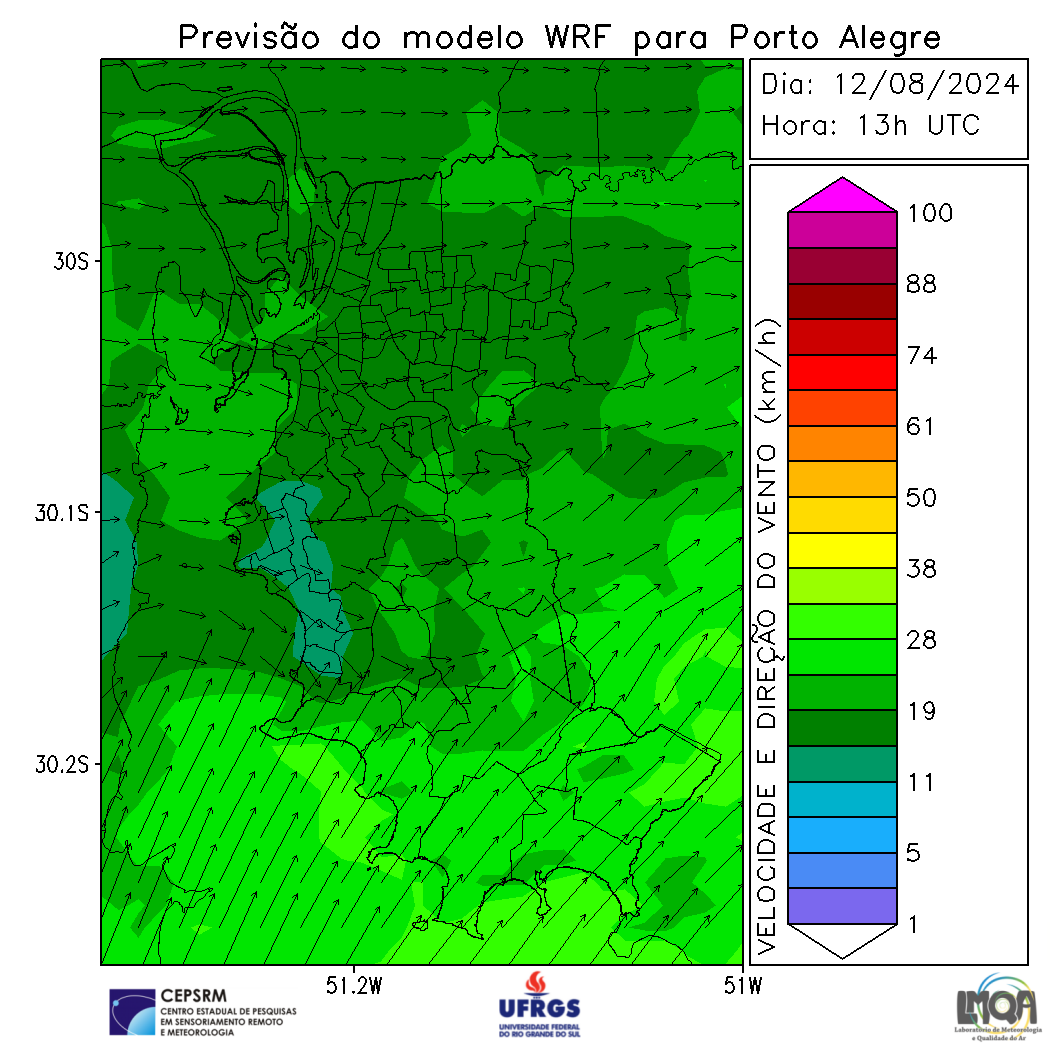 Previsão do modelo WRF para Porto Alegre
Dia: 12/08/2024
Hora: 13h UTC
30S
30.1S
30.2S
51.2W
51W
VELOCIDADE E DIREÇÃO DO VENTO (km/h)
100
88
74
61
50
38
28
19
11
5
1
CEPSRM
CENTRO ESTADUAL DE PESQUISAS
EM SENSORIAMENTO REMOTO
E METEOROLOGIA
UFRGS
UNIVERSIDADE FEDERAL
DO RIO GRANDE DO SUL
LMQA
Laboratório de Meteorologia
e Qualidade do Ar